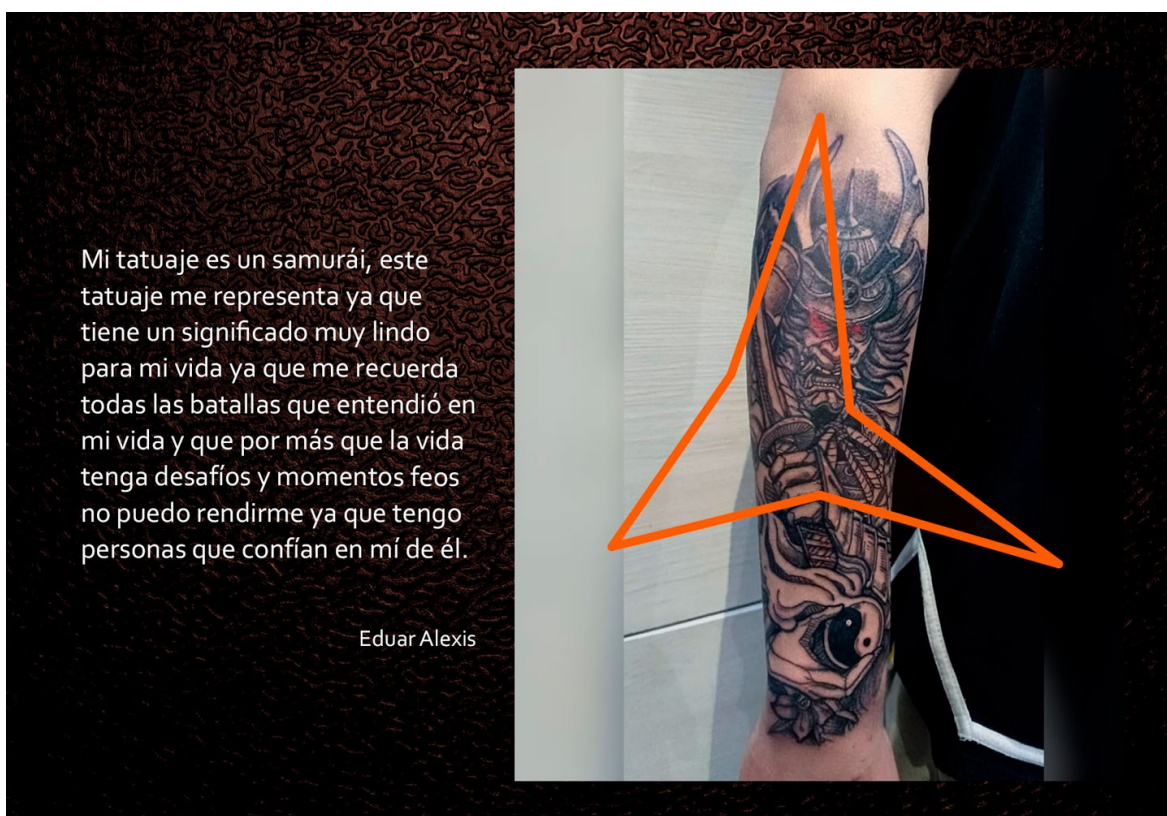 Mi tatuaje es un samurái, este
tatuaje me representa ya que
tiene un significado muy lindo
para mi vida ya que me recuerda
todas las batallas que entendió en
mi vida y que por más que la vida
tenga desafíos y momentos feos
no puedo rendirme ya que tengo
personas que confían en mí de él.
Eduar Alexis